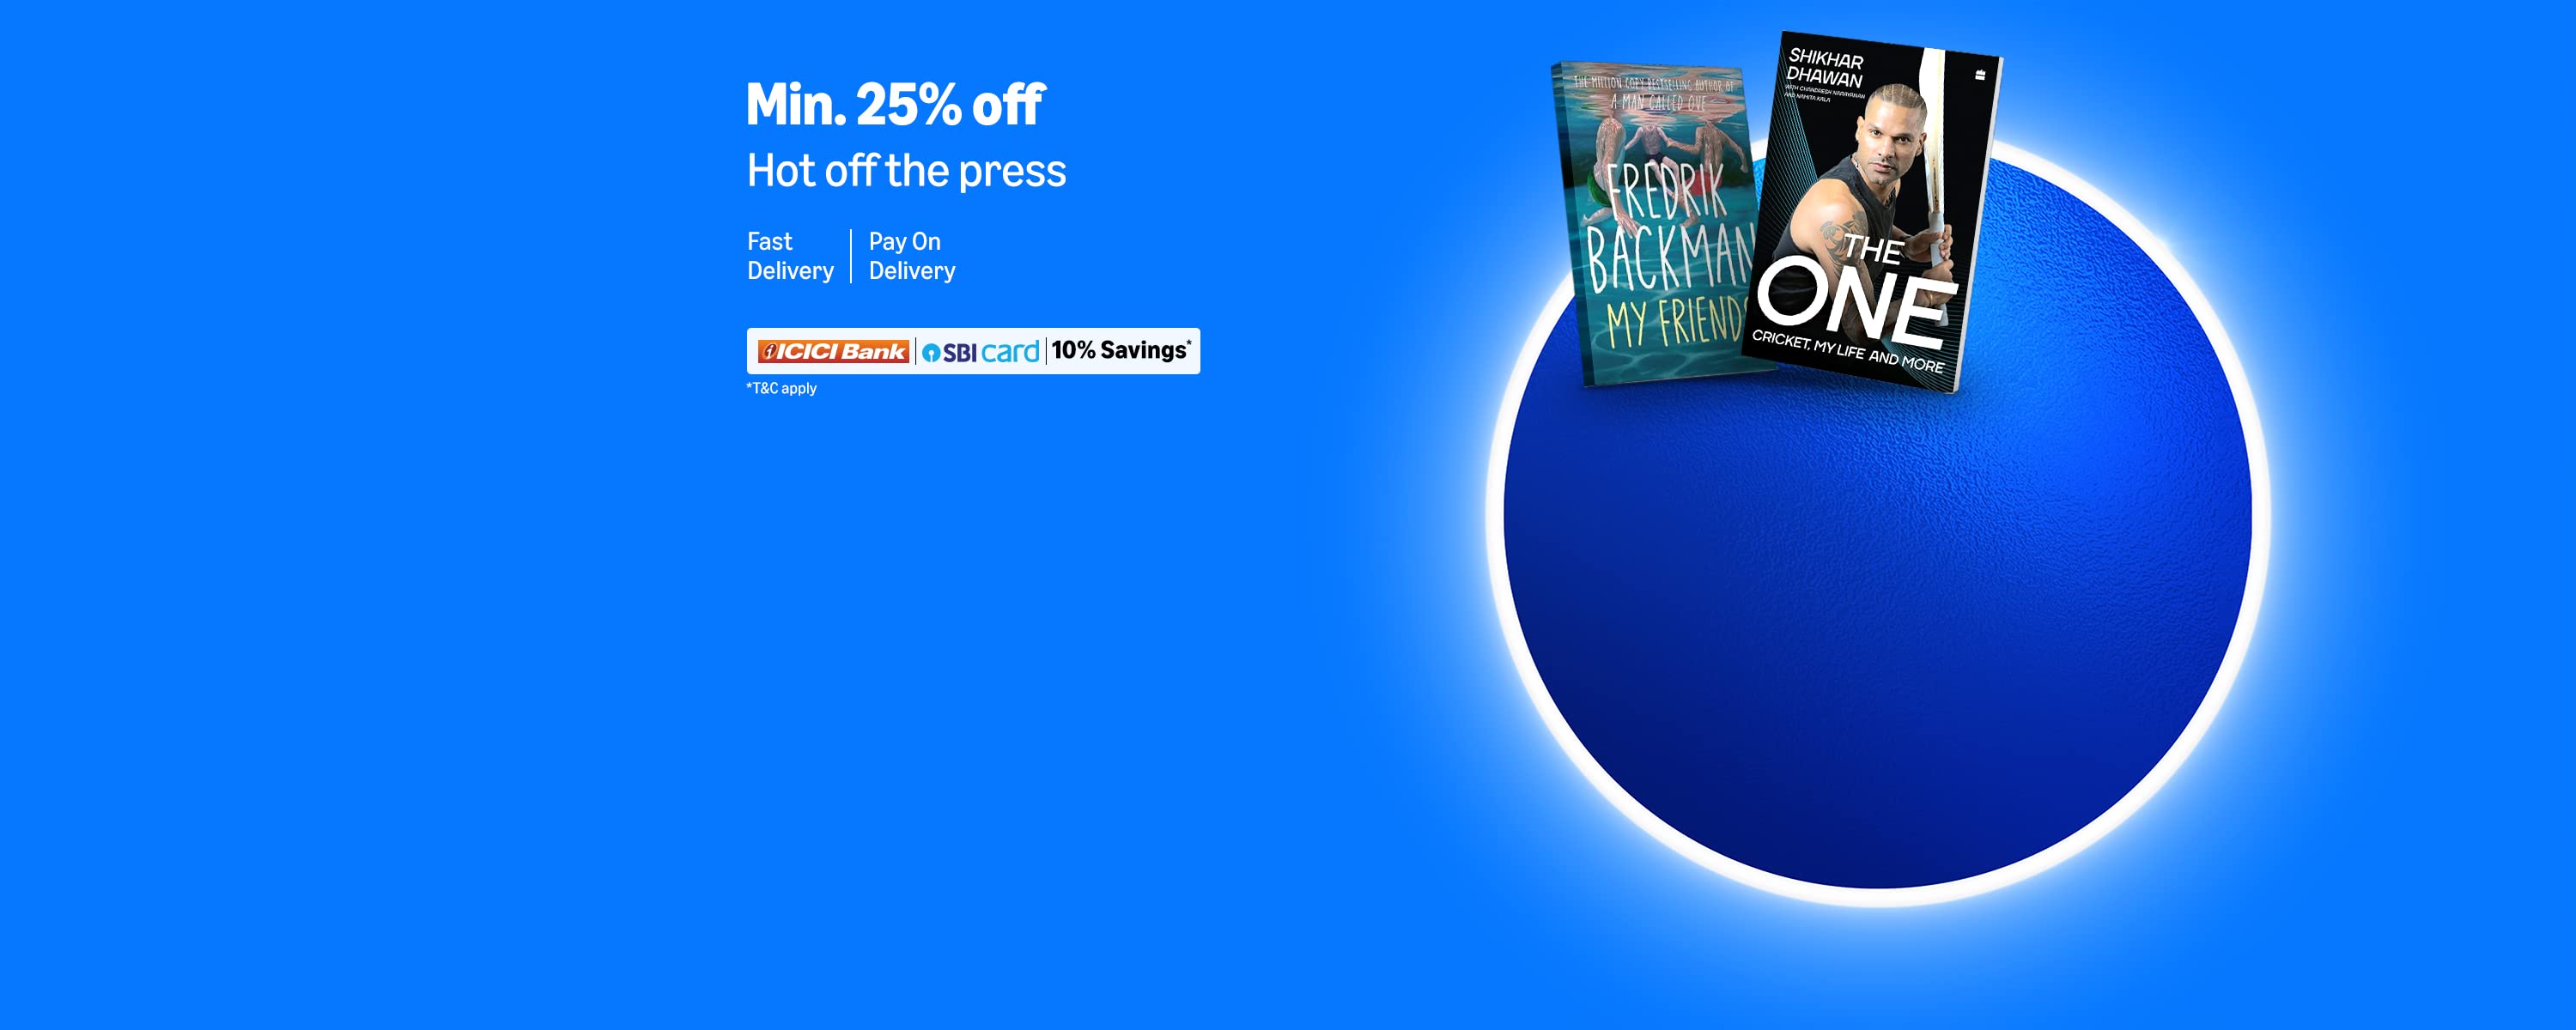 Min. 25% off
Hot off the press
Fast
Delivery
Pay On
Delivery
ICICI Bank SBI card 10% Savings*
*T&C apply
THE MILLION COPY BESTSELLING AUTHOR OF
A MAN CALLED OVE
FREDRIK
BACKMAN
MY FRIENDS
SHIKHAR
DHAWAN
WITH CHANDRESH NARAYANAN
AND NAMITA KALA
THE
ONE
CRICKET, MY LIFE AND MORE